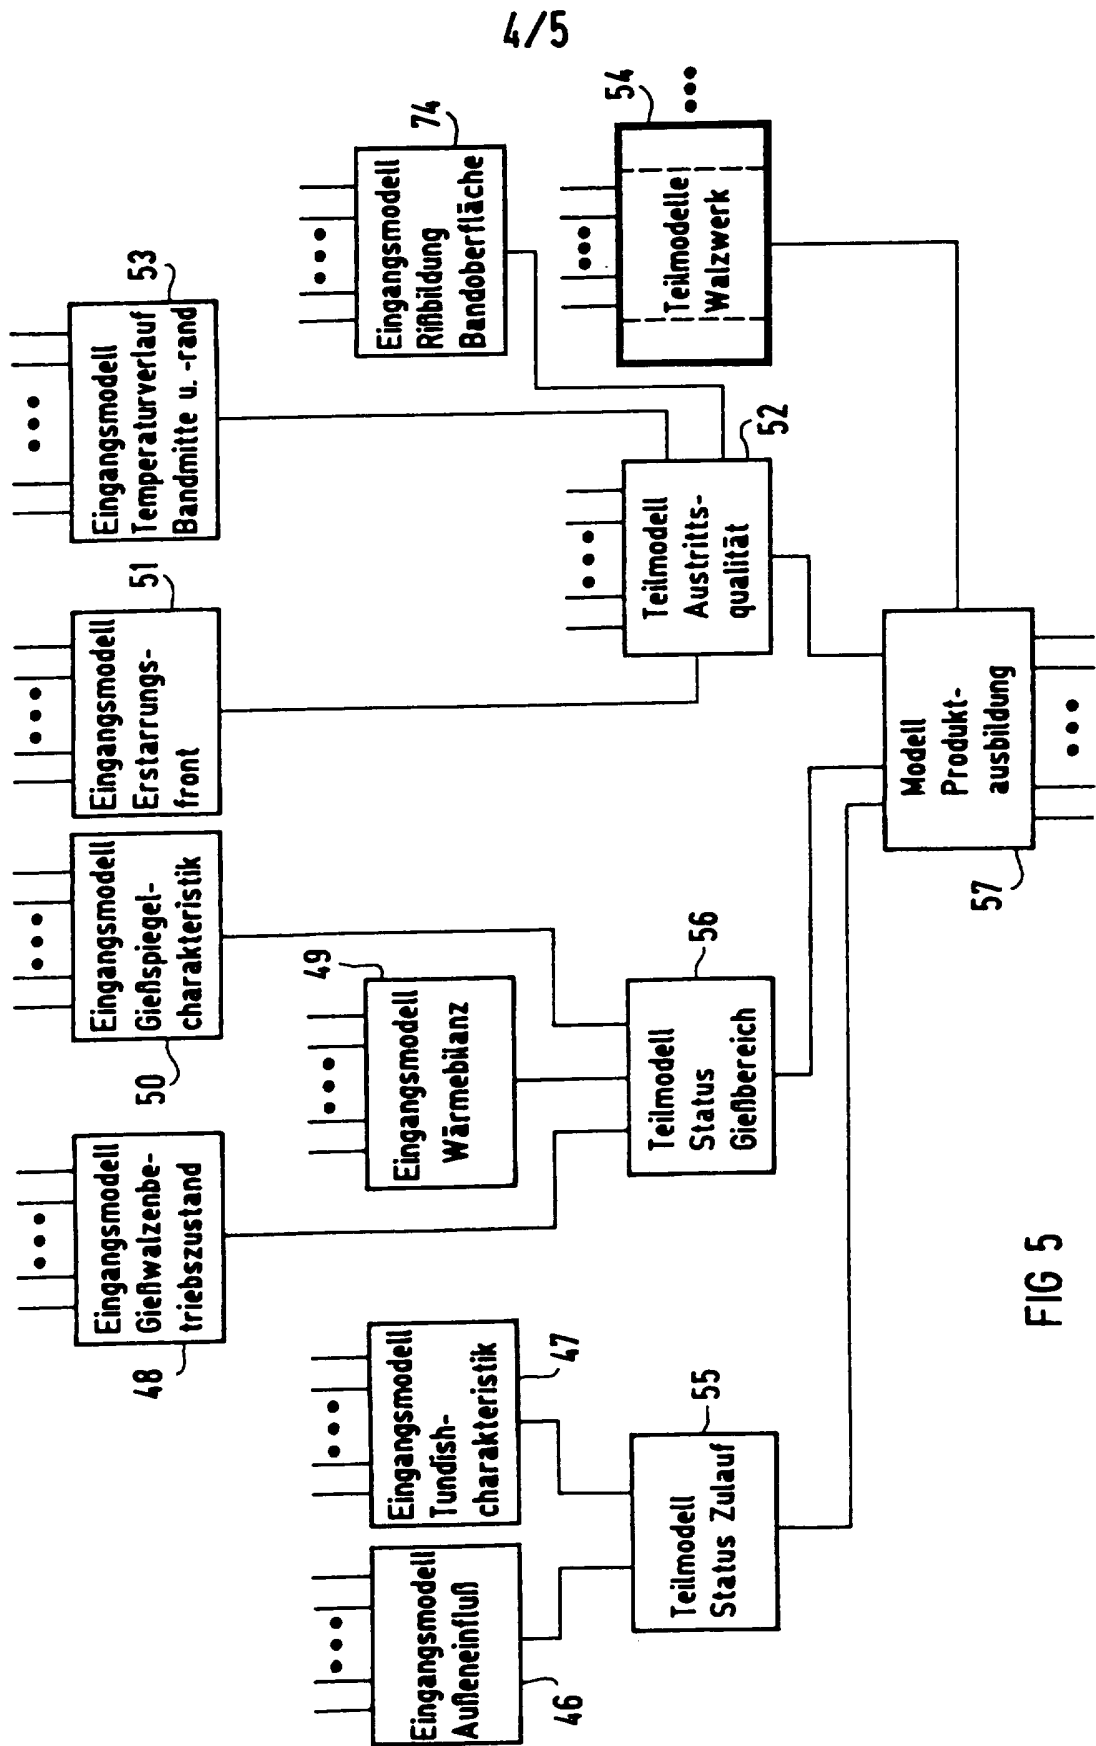 4/5
Eingangsmodell
Gießwalzenbe-
triebszustand
48
Eingangsmodell
Gießspiegel-
charakteristik
50
Eingangsmodell
Erstarrungs-
front
51
Eingangsmodell
Temperaturverlauf
Bandmitte u. -rand
53
Eingangsmodell
Außeneinfluß
46
Eingangsmodell
Tundish-
charakteristik
47
Eingangsmodell
Wärmebilanz
49
Eingangsmodell
Rißbildung
Bandoberfläche
74
Teilmodell
Status Zulauf
55
Teilmodell
Status
Gießbereich
56
Teilmodell
Austritts-
qualität
52
Teilmodelle
Walzwerk
54
Modell
Produkt-
ausbildung
57
FIG 5